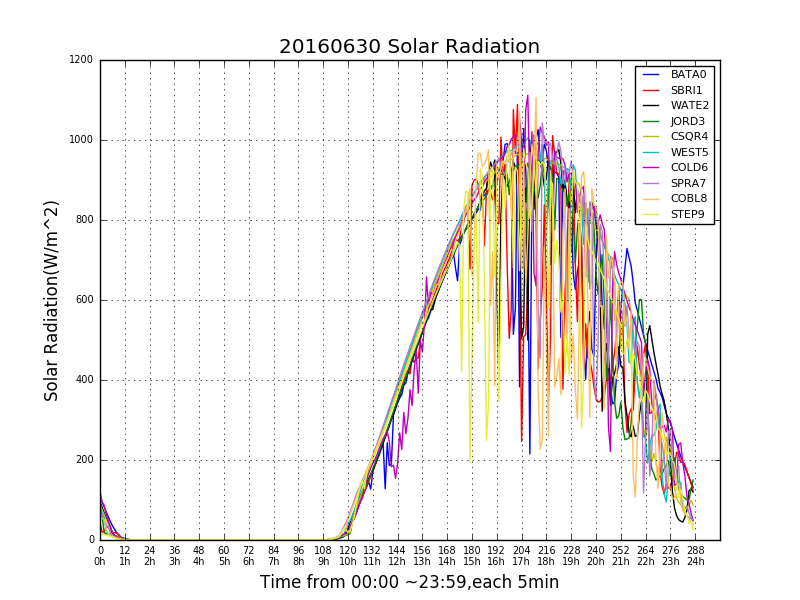 20160630 Solar Radiation
1200
1000
800
600
400
200
0
Solar Radiation(W/m^2)
BATA0
SBRI1
WATE2
JORD3
CSQR4
WEST5
COLD6
SPRA7
COBL8
STEP9
0 12 24 36 48 60 72 84 96 108 120 132 144 156 168 180 192 204 216 228 240 252 264 276 288
0h 1h 2h 3h 4h 5h 6h 7h 8h 9h 10h 11h 12h 13h 14h 15h 16h 17h 18h 19h 20h 21h 22h 23h 24h
Time from 00:00 ~23:59,each 5min